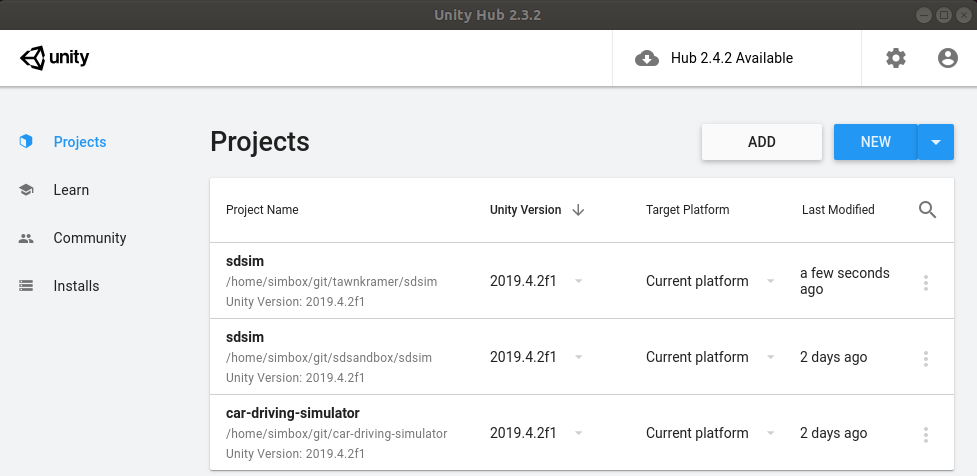 Unity Hub 2.3.2
unity
Hub 2.4.2 Available
Projects
Learn
Community
Installs
Projects
ADD
NEW
Project Name Unity Version Target Platform Last Modified
sdsim
/home/simbox/git/tawnkramer/sdsim
Unity Version: 2019.4.2f1
2019.4.2f1
Current platform
a few seconds
ago
sdsim
/home/simbox/git/sdsandbox/sdsim
Unity Version: 2019.4.2f1
2019.4.2f1
Current platform
2 days ago
car-driving-simulator
/home/simbox/git/car-driving-simulator
Unity Version: 2019.4.2f1
2019.4.2f1
Current platform
2 days ago